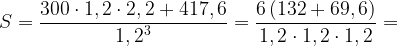 S = \frac{300 \cdot 1,2 \cdot 2,2 + 417,6}{1,2^3} = \frac{6\,(132 + 69,6)}{1,2 \cdot 1,2 \cdot 1,2} =